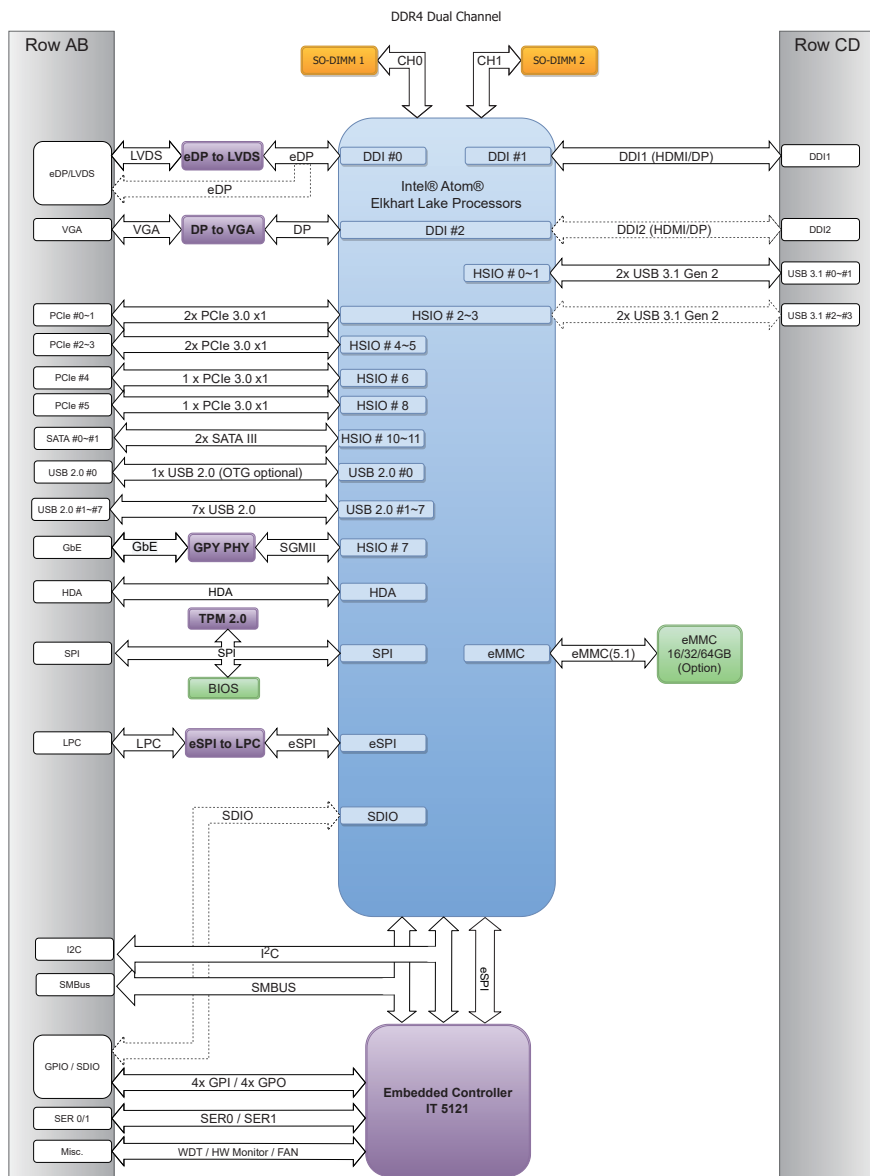 DDR4 Dual Channel
Row AB
Row CD
SO-DIMM 1
CH0
CH1
SO-DIMM 2
eDP/LVDS
LVDS
eDP to LVDS
eDP
DDI #0
DDI #1
DDI1 (HDMI/DP)
DDI1
eDP
Intel® Atom®
Elkhart Lake Processors
VGA
VGA
DP to VGA
DP
DDI #2
DDI2 (HDMI/DP)
DDI2
HSIO # 0~1
2x USB 3.1 Gen 2
USB 3.1 #0~#1
PCIe #0~1
2x PCIe 3.0 x1
HSIO # 2~3
2x USB 3.1 Gen 2
USB 3.1 #2~#3
PCIe #2~3
2x PCIe 3.0 x1
HSIO # 4~5
PCIe #4
1 x PCIe 3.0 x1
HSIO # 6
PCIe #5
1 x PCIe 3.0 x1
HSIO # 8
SATA #0~#1
2x SATA III
HSIO # 10~11
USB 2.0 #0
1x USB 2.0 (OTG optional)
USB 2.0 #0
USB 2.0 #1~#7
7x USB 2.0
USB 2.0 #1~7
GbE
GbE
GPY PHY
SGMII
HSIO # 7
HDA
HDA
HDA
TPM 2.0
SPI
SPI
SPI
BIOS
eMMC
eMMC(5.1)
eMMC
16/32/64GB
(Option)
LPC
LPC
eSPI to LPC
eSPI
eSPI
SDIO
SDIO
I2C
I²C
SMBus
SMBUS
eSPI
GPIO / SDIO
4x GPI / 4x GPO
Embedded Controller
IT 5121
SER 0/1
SER0 / SER1
Misc.
WDT / HW Monitor / FAN